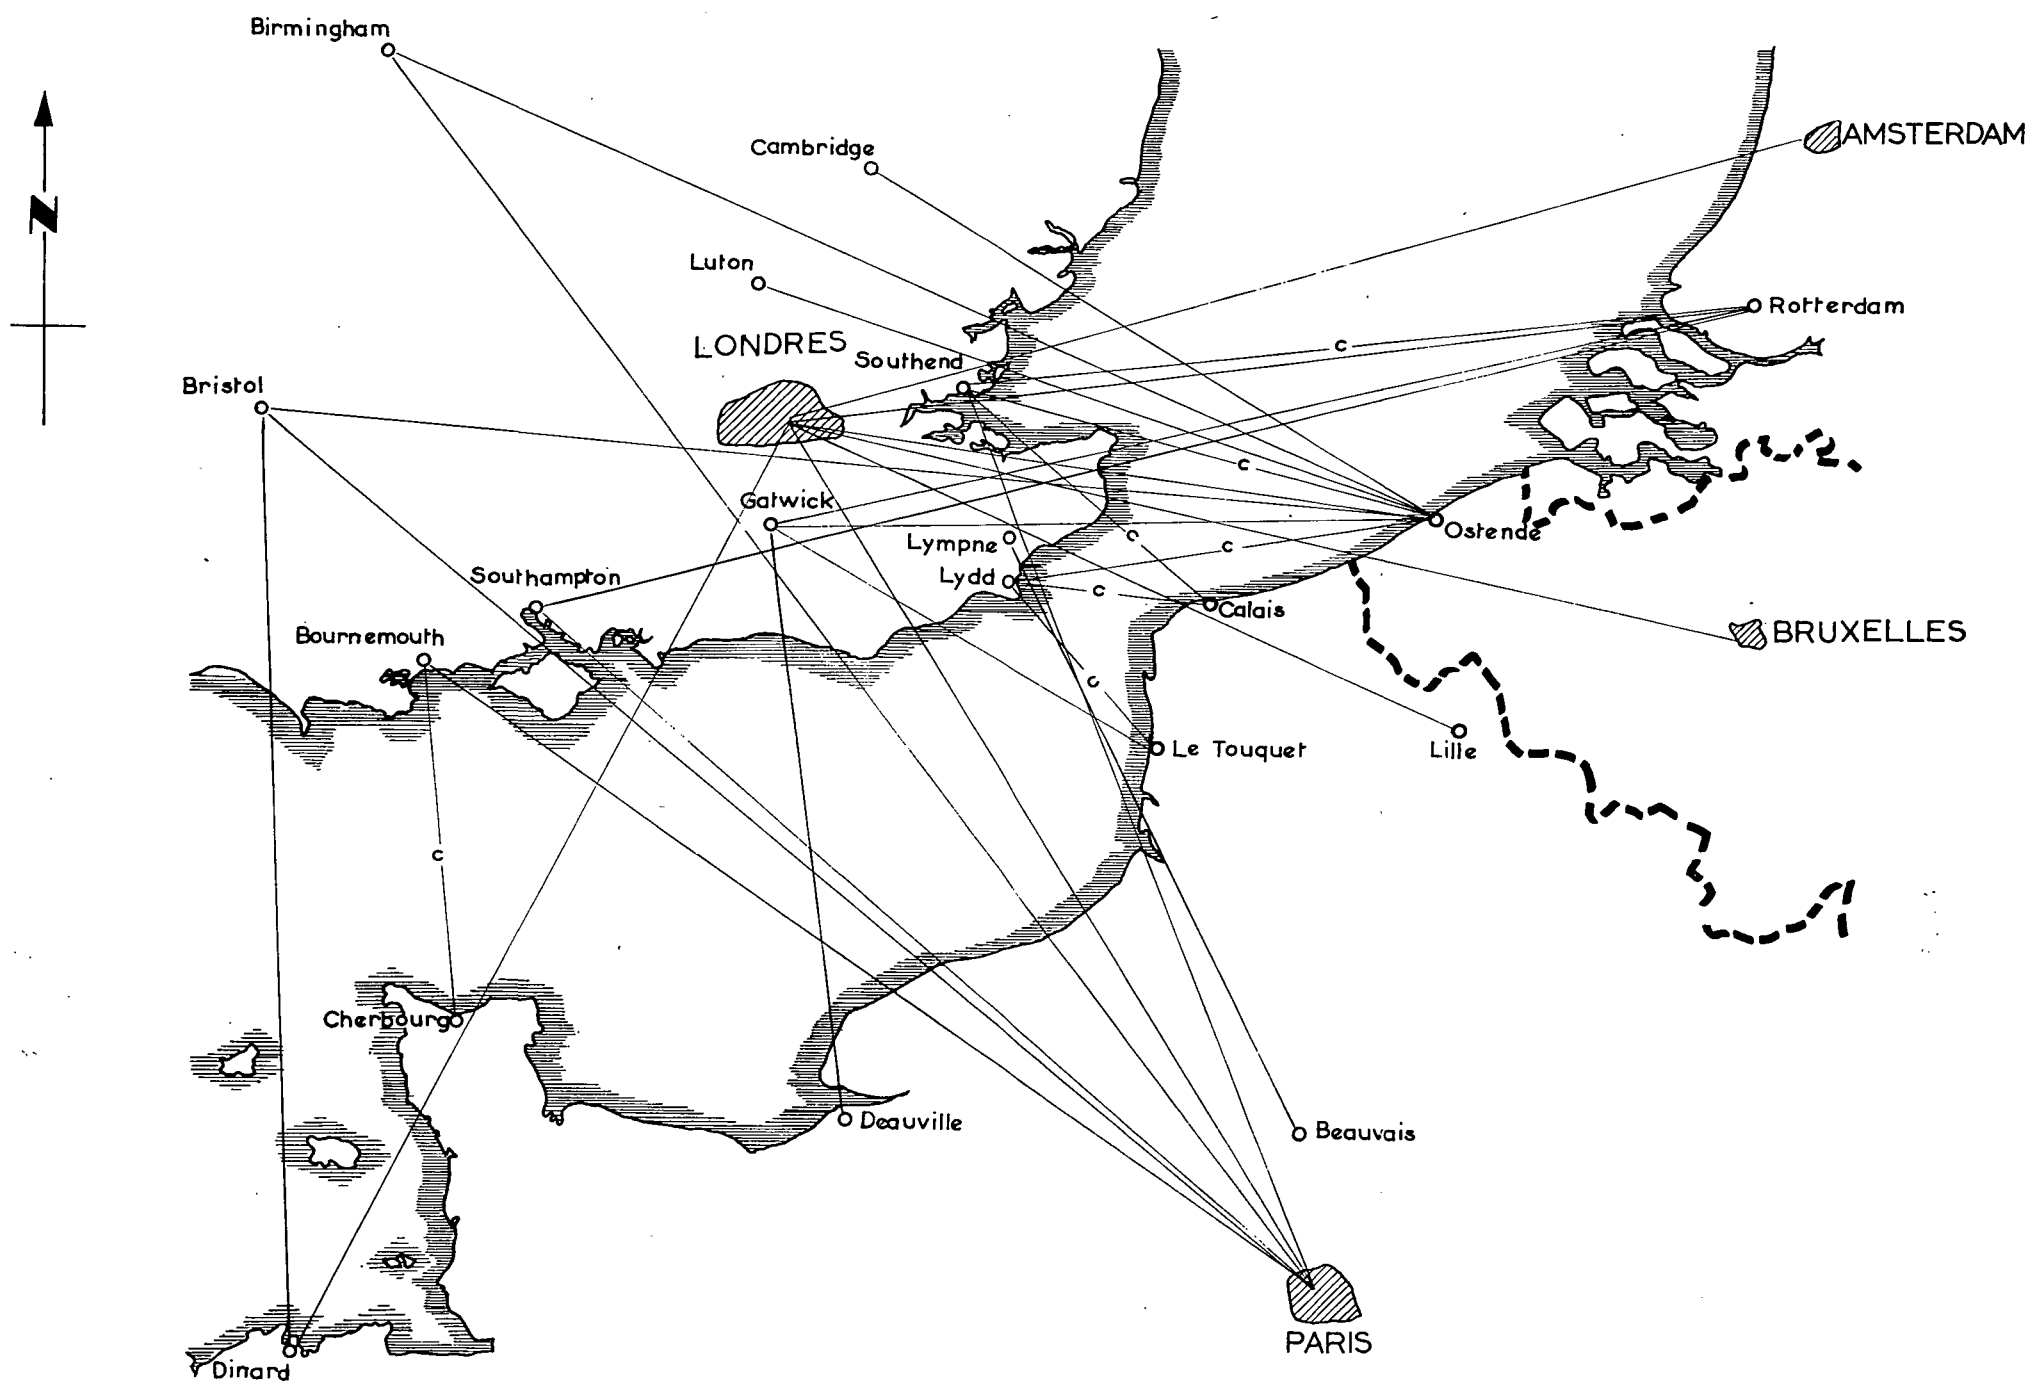 Birmingham
AMSTERDAM
Cambridge
N
Luton
Rotterdam
LONDRES
c
Southend
Bristol
c
Gatwick
Ostende
Lympne
c
c
Lydd
Southampton
c
Calais
Bournemouth
BRUXELLES
c
Le Touquet
Lille
c
Cherbourg
Deauville
Beauvais
PARIS
Dinard